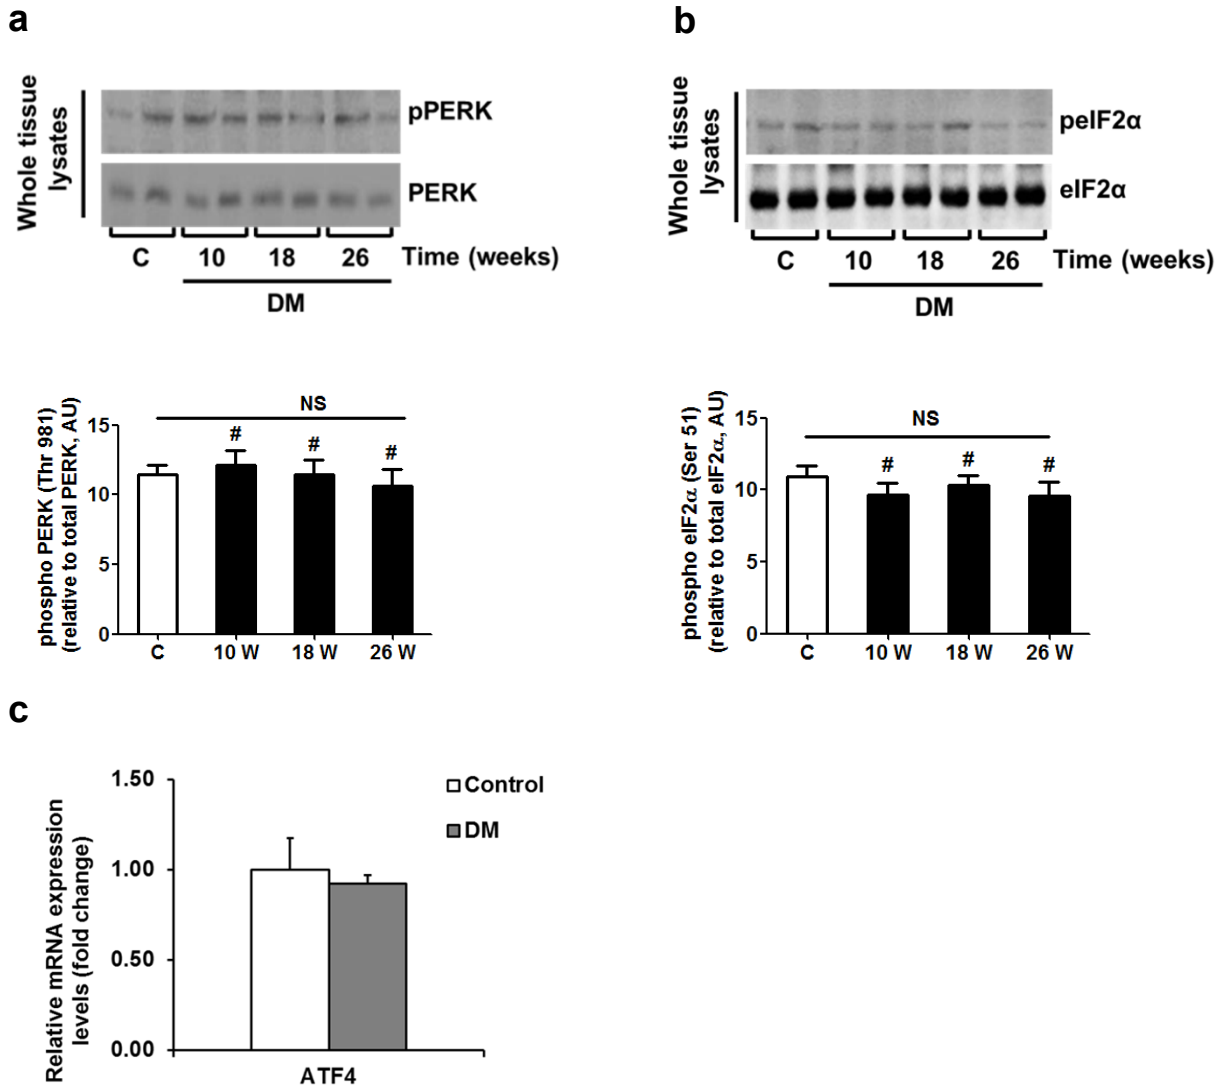 a
Whole tissue
lysates
pPERK
PERK
C 10 18 26 Time (weeks)
DM
phospho PERK (Thr 981)
(relative to total PERK, AU)
NS
15
10
5
0
# # #
C 10 W 18 W 26 W
b
Whole tissue
lysates
peIF2α
eIF2α
C 10 18 26 Time (weeks)
DM
phospho eIF2α (Ser 51)
(relative to total eIF2α, AU)
NS
15
10
5
0
# # #
C 10 W 18 W 26 W
c
Relative mRNA expression
levels (fold change)
1.50
1.00
0.50
0.00
Control
DM
ATF4